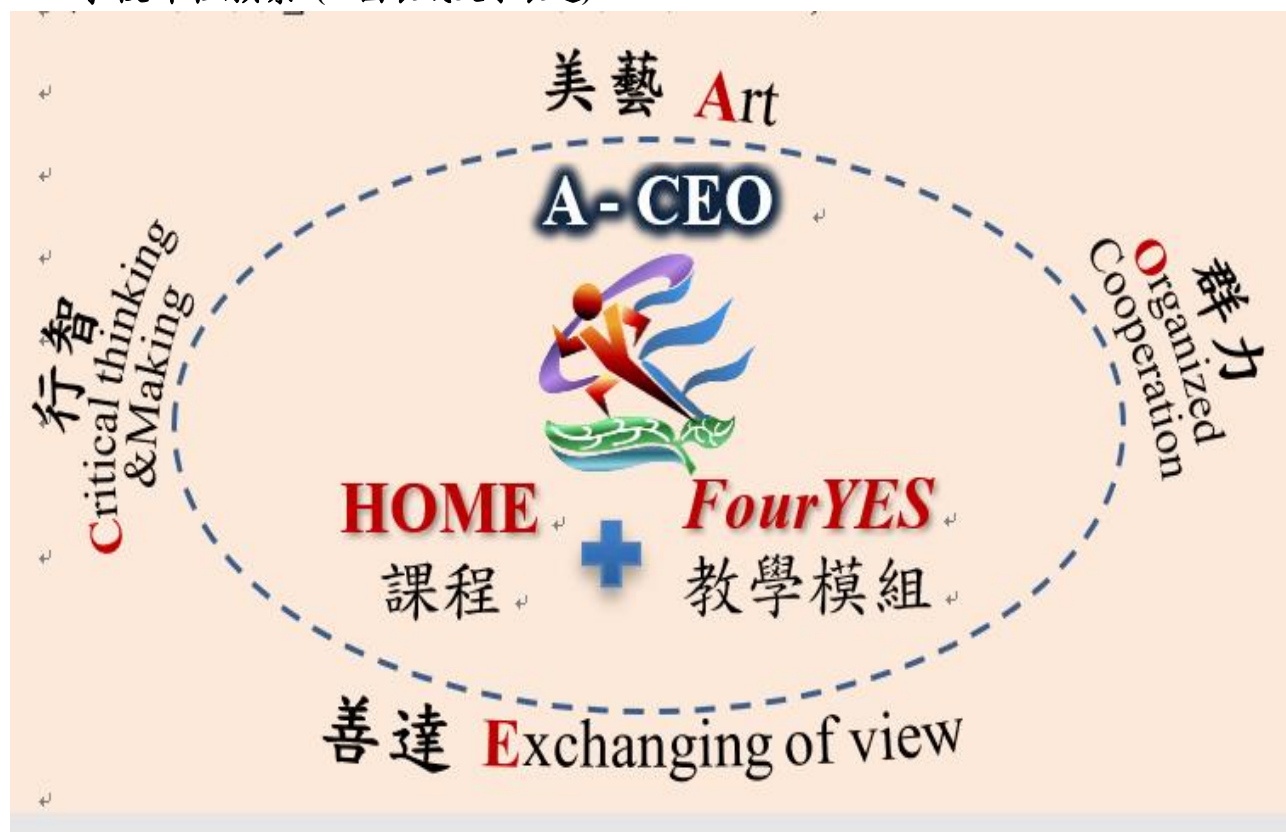 美藝 Art
A - CEO
行智
Critical thinking
&Making
群力
Organized
Cooperation
HOME
課程
FourYES
教學模組
善達 Exchanging of view